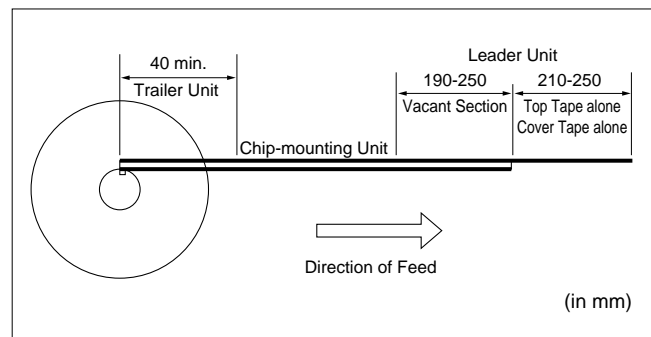 Leader Unit
40 min.
190-250
210-250
Trailer Unit
Vacant Section
Top Tape alone
Cover Tape alone
Chip-mounting Unit
Direction of Feed
(in mm)